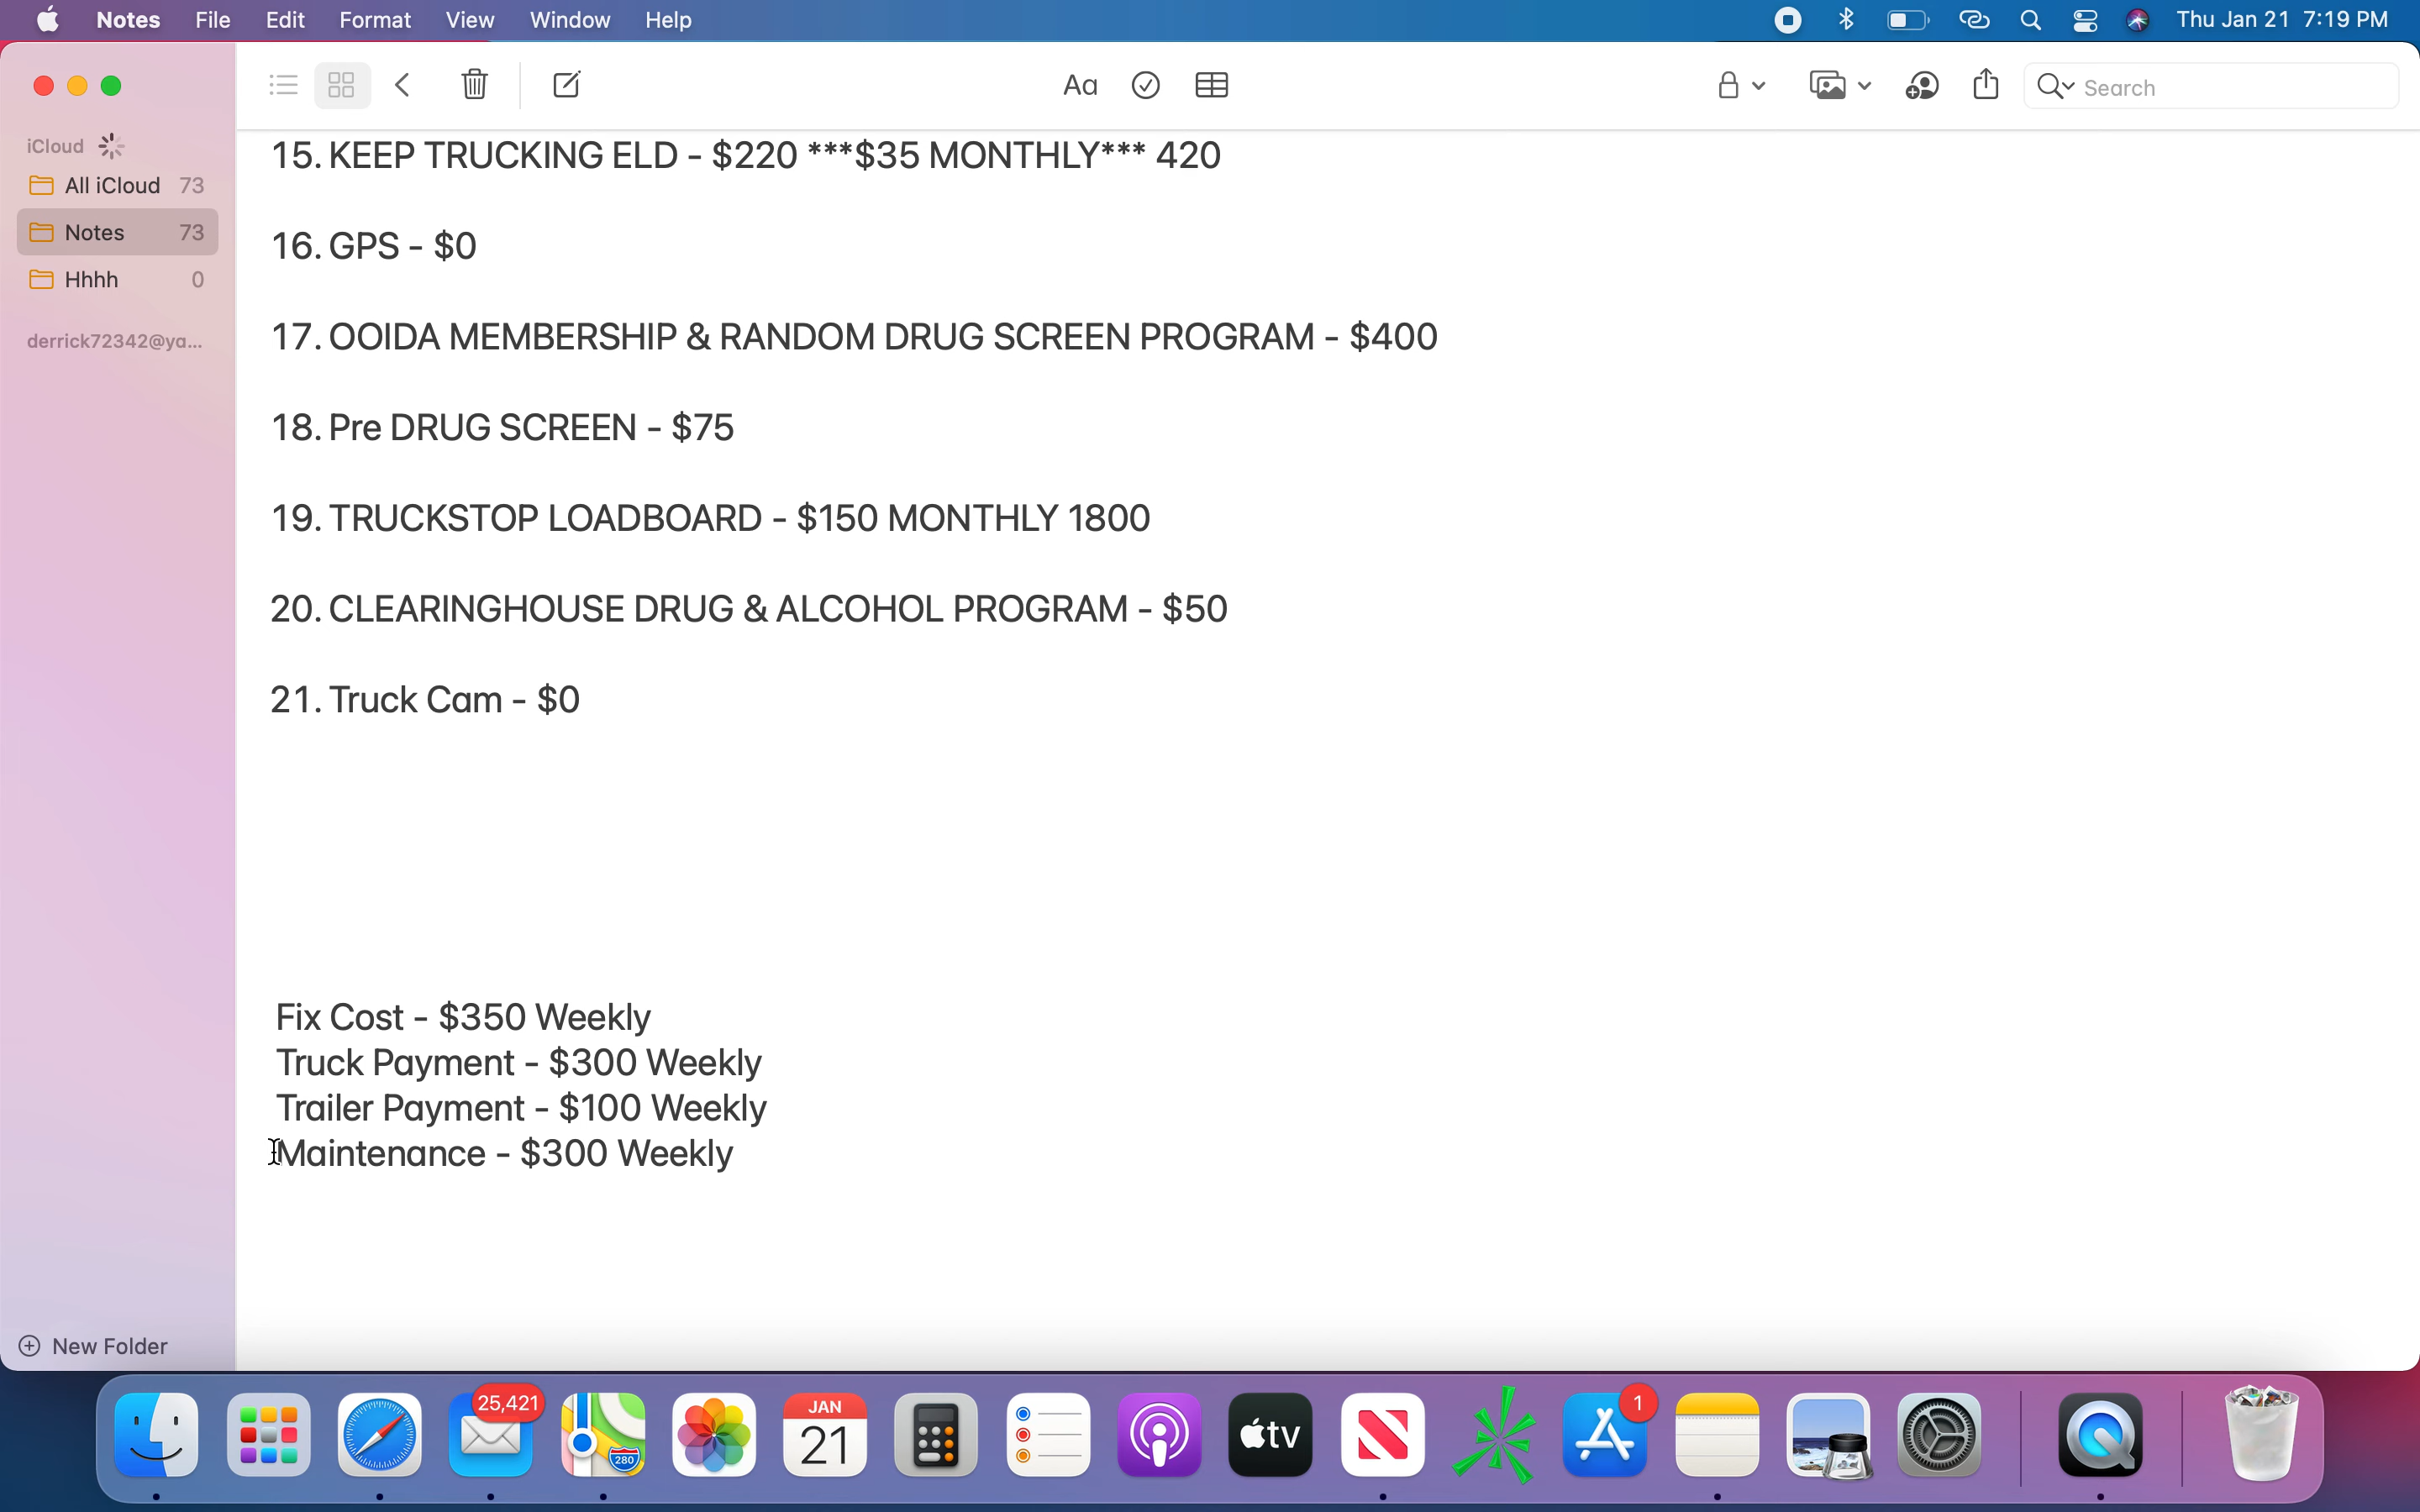 Notes File Edit Format View Window Help Thu Jan 21 7:19 PM
Aa Search
iCloud
All iCloud 73
Notes 73
Hhhh 0
derrick72342@ya...
15. KEEP TRUCKING ELD - $220 ***$35 MONTHLY*** 420
16. GPS - $0
17. OOIDA MEMBERSHIP & RANDOM DRUG SCREEN PROGRAM - $400
18. Pre DRUG SCREEN - $75
19. TRUCKSTOP LOADBOARD - $150 MONTHLY 1800
20. CLEARINGHOUSE DRUG & ALCOHOL PROGRAM - $50
21. Truck Cam - $0
Fix Cost - $350 Weekly
Truck Payment - $300 Weekly
Trailer Payment - $100 Weekly
Maintenance - $300 Weekly
New Folder
25,421
280
JAN
21
tv
1